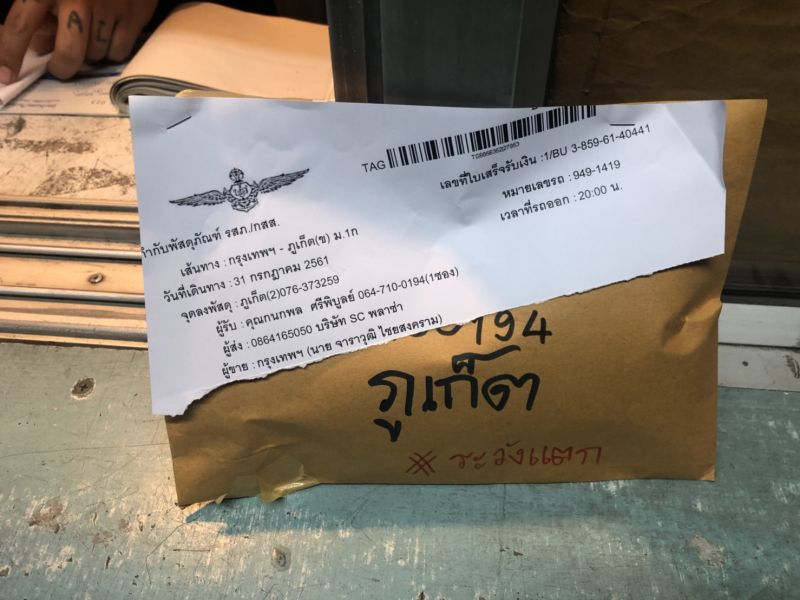 TAG
เลขที่ใบเสร็จรับเงิน :1/BU 3-859-61-40441
หมายเลขรถ : 949-1419
เวลาที่รถออก : 20:00 น.
กำกับพัสดุภัณฑ์ รสภ./กสส.
เส้นทาง : กรุงเทพฯ - ภูเก็ต(ข) ม.1ก
วันที่เดินทาง : 31 กรกฎาคม 2561
จุดลงพัสดุ : ภูเก็ต(2)076-373259
ผู้รับ : คุณกนกพล ศรีพิบูลย์ 064-710-0194(1ซอง)
ผู้ส่ง : 0864165050 บริษัท SC พลาซ่า
ผู้ขาย : กรุงเทพฯ (นาย จาราวุฒิ ไชยสงคราม)
0194
ภูเก็ต
※ ระวังแตก